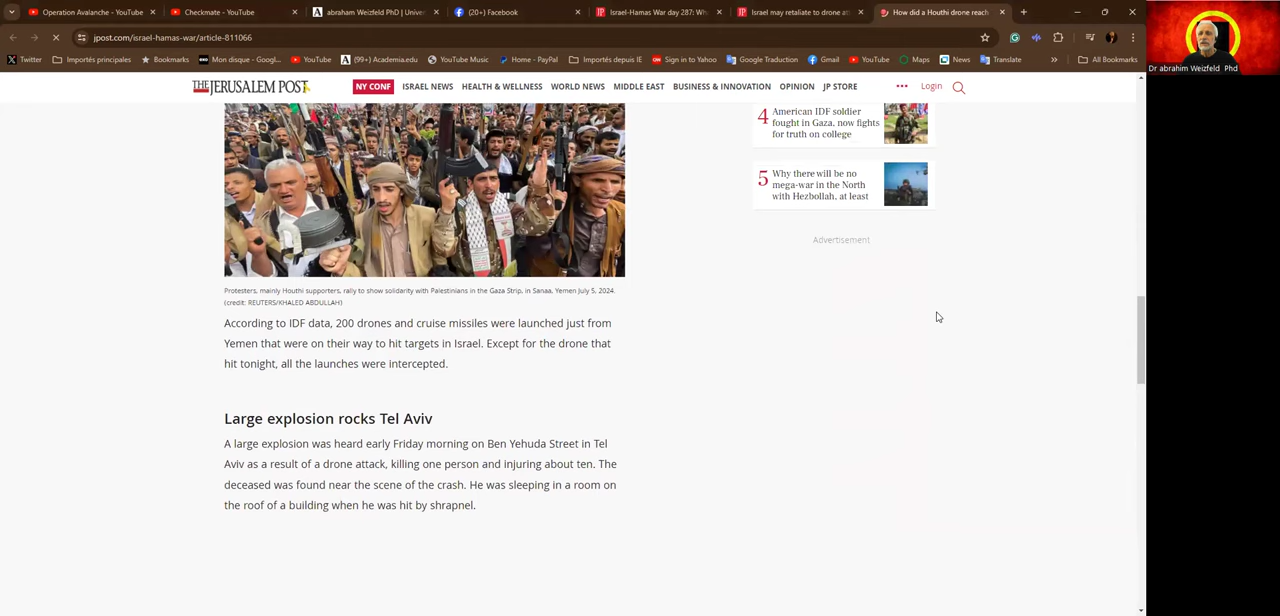 Operation Avalanche - YouTube
Checkmate - YouTube
abraham Weizfeld PhD | Univer
(20+) Facebook
Israel-Hamas War day 287: Wh
Israel may retaliate to drone at
How did a Houthi drone reach
jpost.com/israel-hamas-war/article-811066
Twitter
Importés principales
Bookmarks
Mon disque - Googl...
YouTube
(99+) Academia.edu
YouTube Music
Home - PayPal
Importés depuis IE
Sign in to Yahoo
Google Traduction
Gmail
YouTube
Maps
News
Translate
All Bookmarks
Dr abrahim Weizfeld Phd
THE JERUSALEM POST
NY CONF
ISRAEL NEWS
HEALTH & WELLNESS
WORLD NEWS
MIDDLE EAST
BUSINESS & INNOVATION
OPINION
JP STORE
Login
4 American IDF soldier
fought in Gaza, now fights
for truth on college
5 Why there will be no
mega-war in the North
with Hezbollah, at least
Advertisement
Protesters, mainly Houthi supporters, rally to show solidarity with Palestinians in the Gaza Strip, in Sanaa, Yemen July 5, 2024.
(credit: REUTERS/KHALED ABDULLAH)
According to IDF data, 200 drones and cruise missiles were launched just from
Yemen that were on their way to hit targets in Israel. Except for the drone that
hit tonight, all the launches were intercepted.
Large explosion rocks Tel Aviv
A large explosion was heard early Friday morning on Ben Yehuda Street in Tel
Aviv as a result of a drone attack, killing one person and injuring about ten. The
deceased was found near the scene of the crash. He was sleeping in a room on
the roof of a building when he was hit by shrapnel.